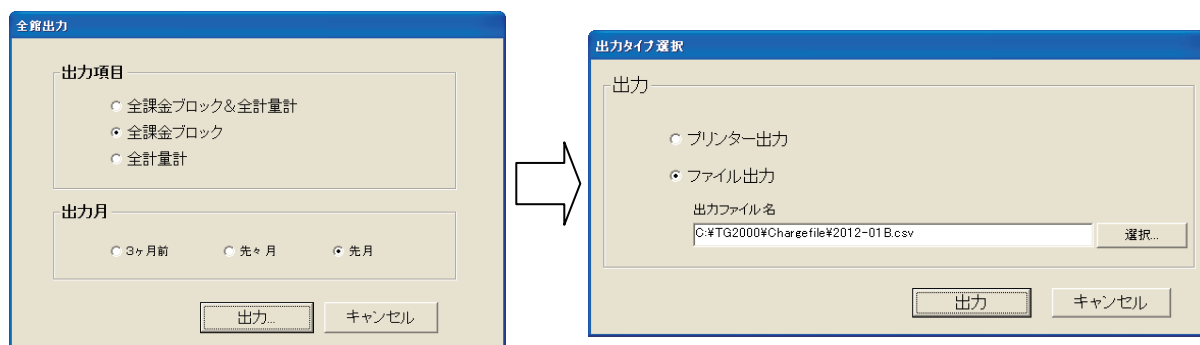 全館出力
出力項目
全課金ブロック&全計量計
全課金ブロック
全計量計
出力月
3ヶ月前
先々月
先月
出力...
キャンセル
出力タイプ選択
出力
プリンター出力
ファイル出力
出力ファイル名
C:¥TG2000¥Chargefile¥2012-01B.csv
選択...
出力
キャンセル